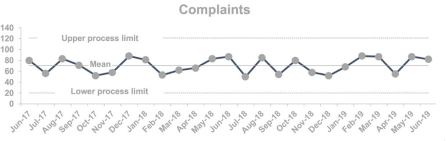 Complaints
140
120
100
80
60
40
20
0
Upper process limit
Mean
Lower process limit
Jun-17
Jul-17
Aug-17
Sep-17
Oct-17
Nov-17
Dec-17
Jan-18
Feb-18
Mar-18
Apr-18
May-18
Jun-18
Jul-18
Aug-18
Sep-18
Oct-18
Nov-18
Dec-18
Jan-19
Feb-19
Mar-19
Apr-19
May-19
Jun-19